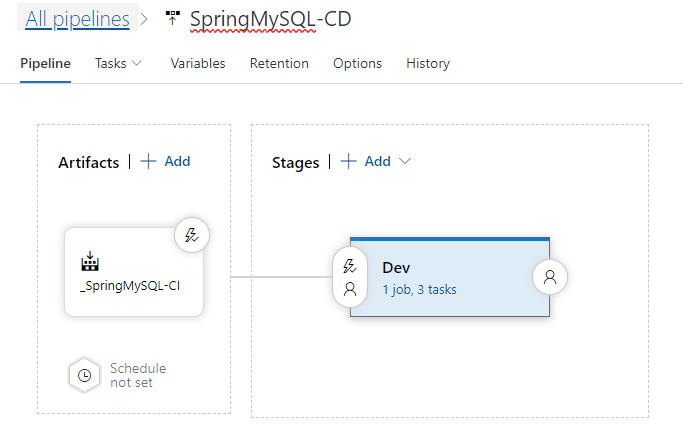 All pipelines > SpringMySQL-CD
Pipeline Tasks Variables Retention Options History
Artifacts | + Add
Stages | + Add
_SpringMySQL-CI
Dev
1 job, 3 tasks
Schedule
not set